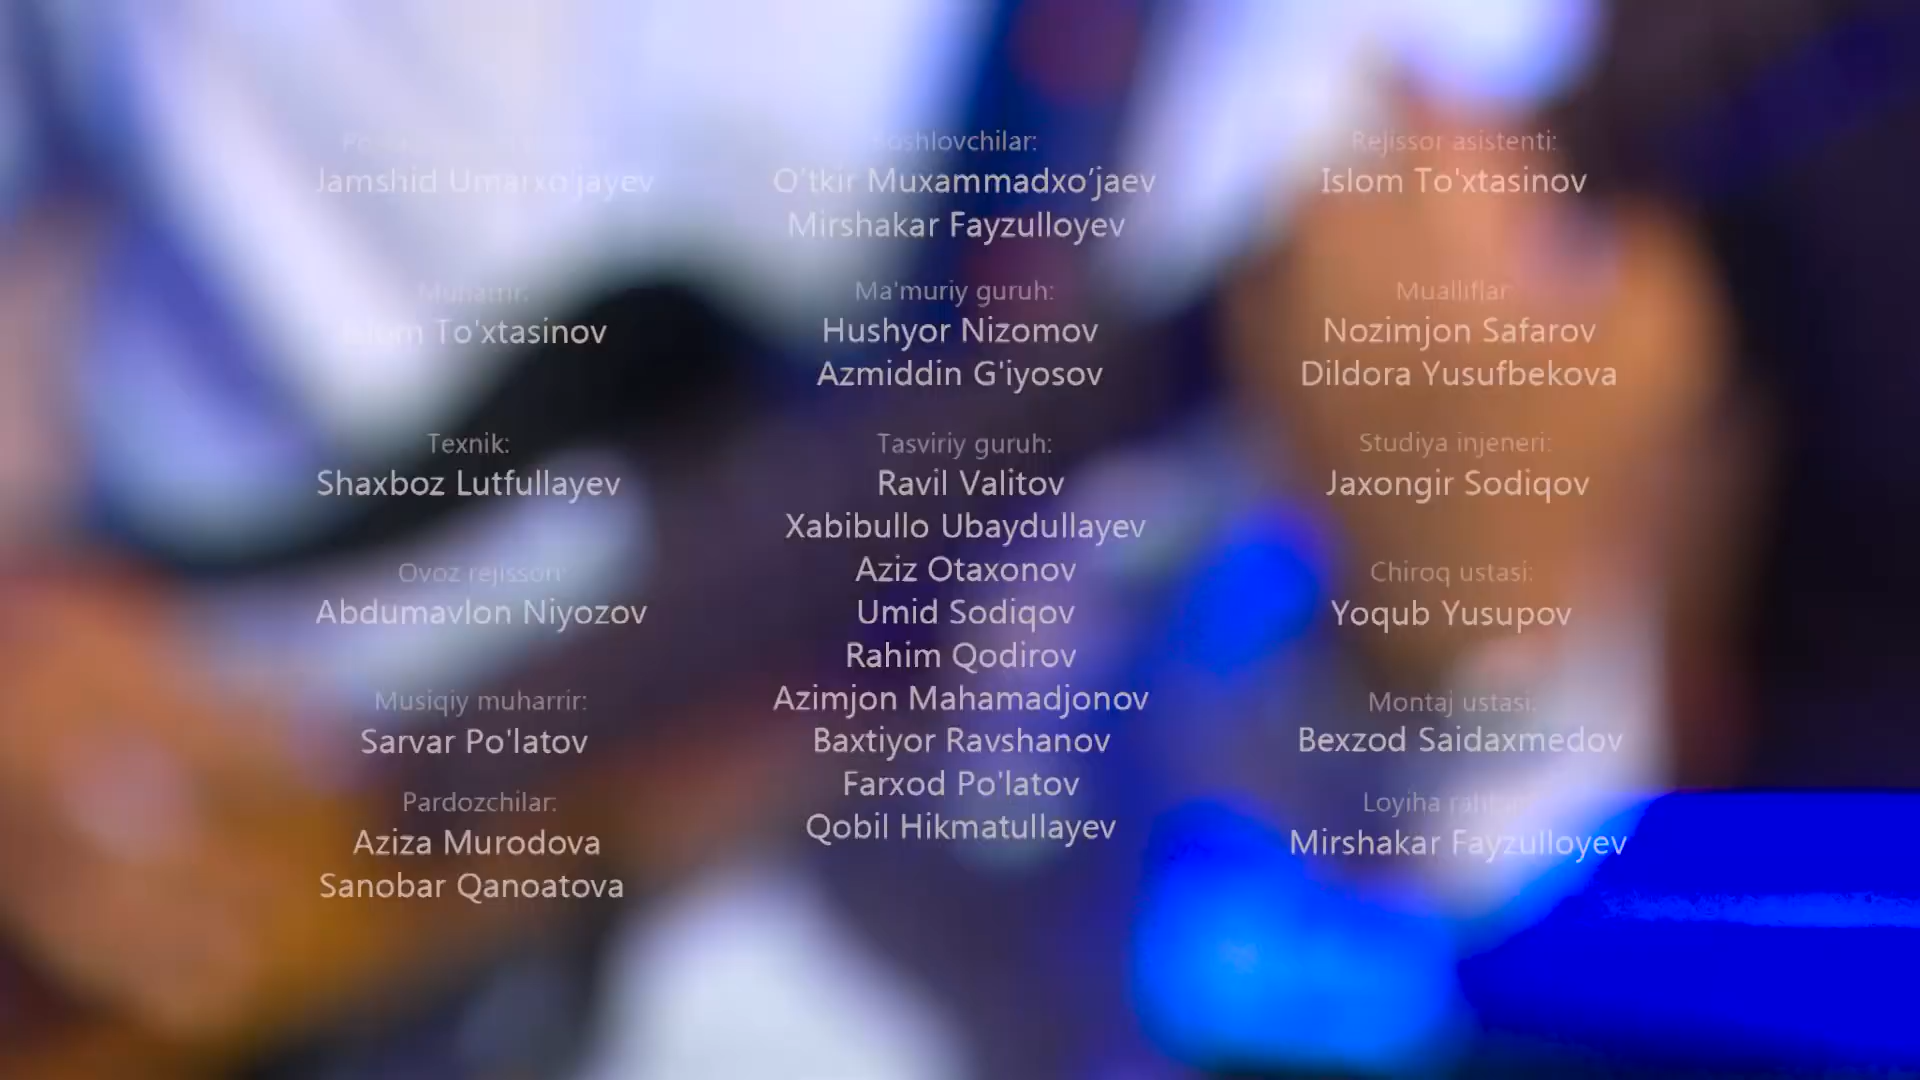 Jamshid Umarxo'jayev
Muharrir:
Islom To'xtasinov
Texnik:
Shaxboz Lutfullayev
Ovoz rejissori:
Abdumavlon Niyozov
Musiqiy muharrir:
Sarvar Po'latov
Pardozchilar:
Aziza Murodova
Sanobar Qanoatova
Boshlovchilar:
O'tkir Muxammadxo'jaev
Mirshakar Fayzulloyev
Ma'muriy guruh:
Hushyor Nizomov
Azmiddin G'iyosov
Tasviriy guruh:
Ravil Valitov
Xabibullo Ubaydullayev
Aziz Otaxonov
Umid Sodiqov
Rahim Qodirov
Azimjon Mahamadjonov
Baxtiyor Ravshanov
Farxod Po'latov
Qobil Hikmatullayev
Rejissor asistenti:
Islom To'xtasinov
Mualliflar:
Nozimjon Safarov
Dildora Yusufbekova
Studiya injeneri:
Jaxongir Sodiqov
Chiroq ustasi:
Yoqub Yusupov
Montaj ustasi:
Bexzod Saidaxmedov
Loyiha rahbari:
Mirshakar Fayzulloyev